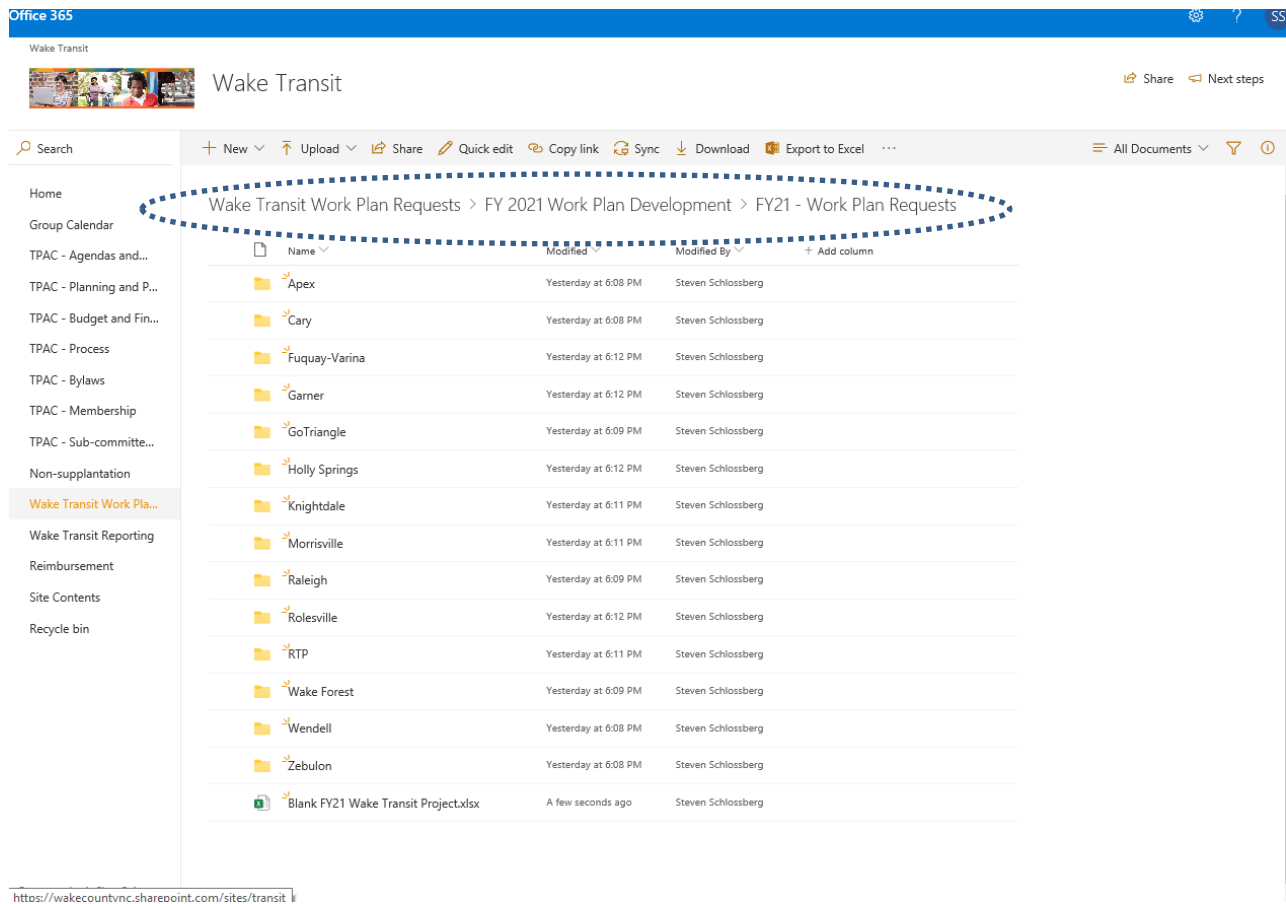 Office 365
? SS
Wake Transit
Wake Transit
Share Next steps
Search
New Upload Share Quick edit Copy link Sync Download Export to Excel ...
All Documents
Wake Transit Work Plan Requests > FY 2021 Work Plan Development > FY21 - Work Plan Requests
Home
Group Calendar
TPAC - Agendas and...
TPAC - Planning and P...
TPAC - Budget and Fin...
TPAC - Process
TPAC - Bylaws
TPAC - Membership
TPAC - Sub-committe...
Non-supplantation
Wake Transit Work Pla...
Wake Transit Reporting
Reimbursement
Site Contents
Recycle bin
Name Modified Modified By + Add column
Apex Yesterday at 6:08 PM Steven Schlossberg
Cary Yesterday at 6:08 PM Steven Schlossberg
Fuquay-Varina Yesterday at 6:12 PM Steven Schlossberg
Garner Yesterday at 6:12 PM Steven Schlossberg
GoTriangle Yesterday at 6:09 PM Steven Schlossberg
Holly Springs Yesterday at 6:12 PM Steven Schlossberg
Knightdale Yesterday at 6:11 PM Steven Schlossberg
Morrisville Yesterday at 6:11 PM Steven Schlossberg
Raleigh Yesterday at 6:09 PM Steven Schlossberg
Rolesville Yesterday at 6:12 PM Steven Schlossberg
RTP Yesterday at 6:11 PM Steven Schlossberg
Wake Forest Yesterday at 6:09 PM Steven Schlossberg
Wendell Yesterday at 6:08 PM Steven Schlossberg
Zebulon Yesterday at 6:08 PM Steven Schlossberg
Blank FY21 Wake Transit Project.xlsx A few seconds ago Steven Schlossberg
https://wakecountync.sharepoint.com/sites/transit